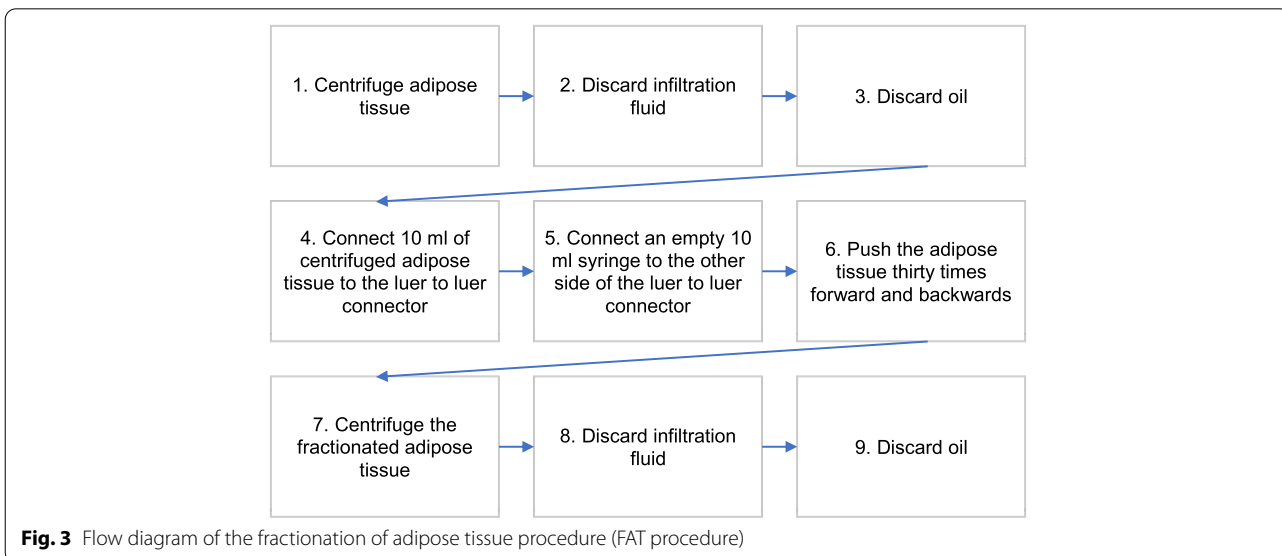 1. Centrifuge adipose
tissue
2. Discard infiltration
fluid
3. Discard oil
4. Connect 10 ml of
centrifuged adipose
tissue to the luer to luer
connector
5. Connect an empty 10
ml syringe to the other
side of the luer to luer
connector
6. Push the adipose
tissue thirty times
forward and backwards
7. Centrifuge the
fractionated adipose
tissue
8. Discard infiltration
fluid
9. Discard oil
Fig. 3 Flow diagram of the fractionation of adipose tissue procedure (FAT procedure)